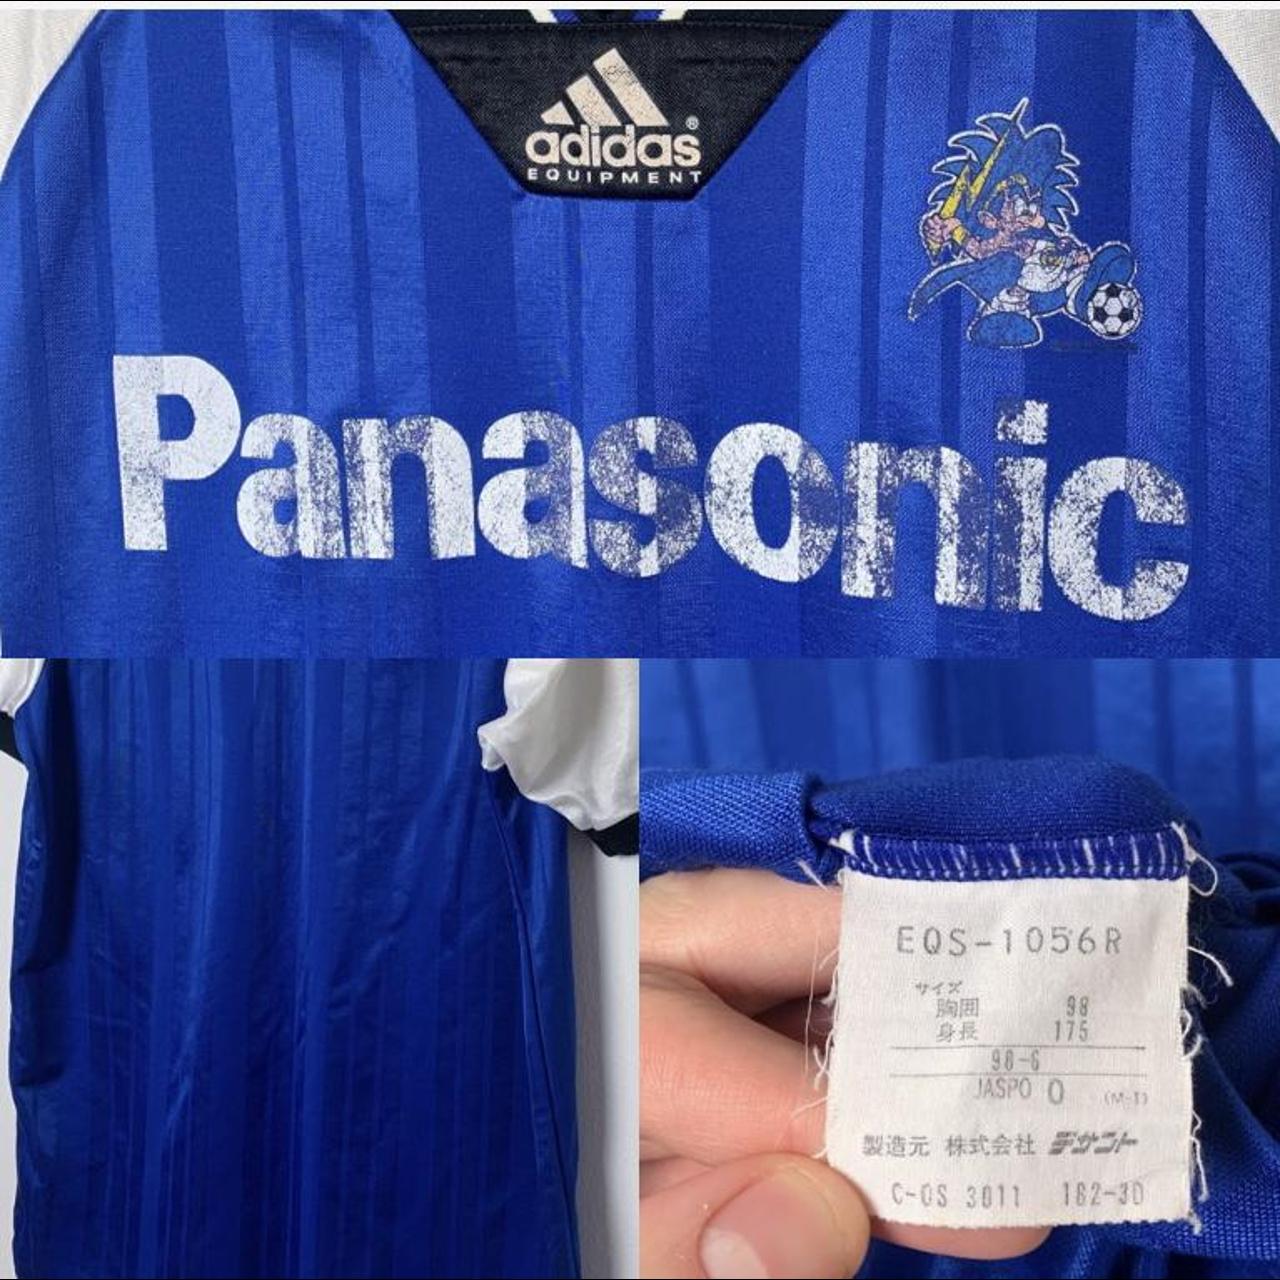 adidas®
EQUIPMENT
Panasonic
EQS-1056R
サイズ
胸囲 98
身長 175
98-6
JASPO O (M-T)
製造元 株式会社 デサント
C-OS 3011 182-30